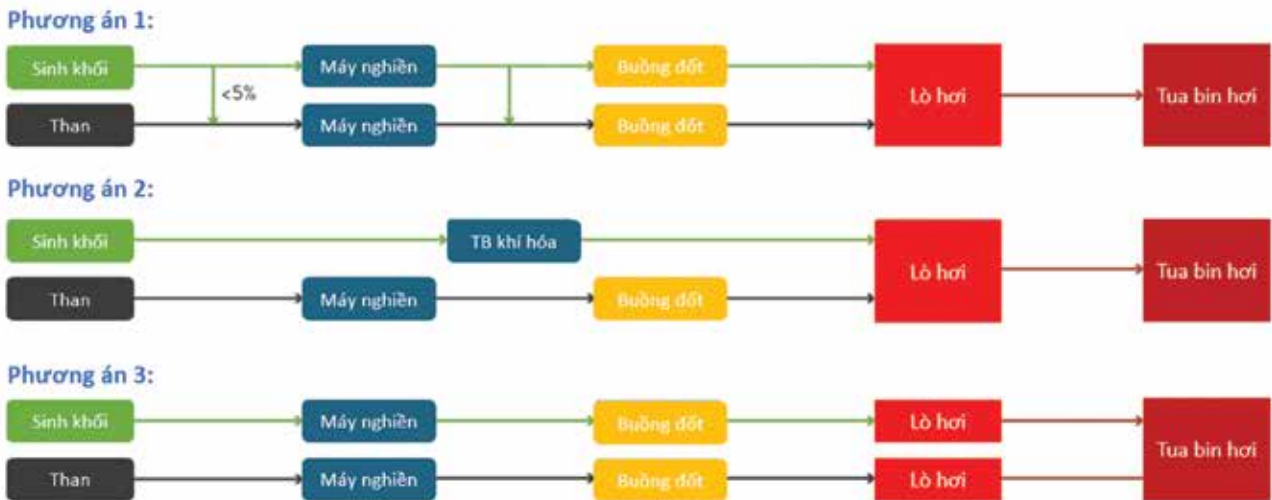 Phương án 1:
Sinh khối
Máy nghiền
Buồng đốt
<5%
Lò hơi
Tua bin hơi
Than
Máy nghiền
Buồng đốt
Phương án 2:
Sinh khối
TB khí hóa
Lò hơi
Tua bin hơi
Than
Máy nghiền
Buồng đốt
Phương án 3:
Sinh khối
Máy nghiền
Buồng đốt
Lò hơi
Tua bin hơi
Than
Máy nghiền
Buồng đốt
Lò hơi